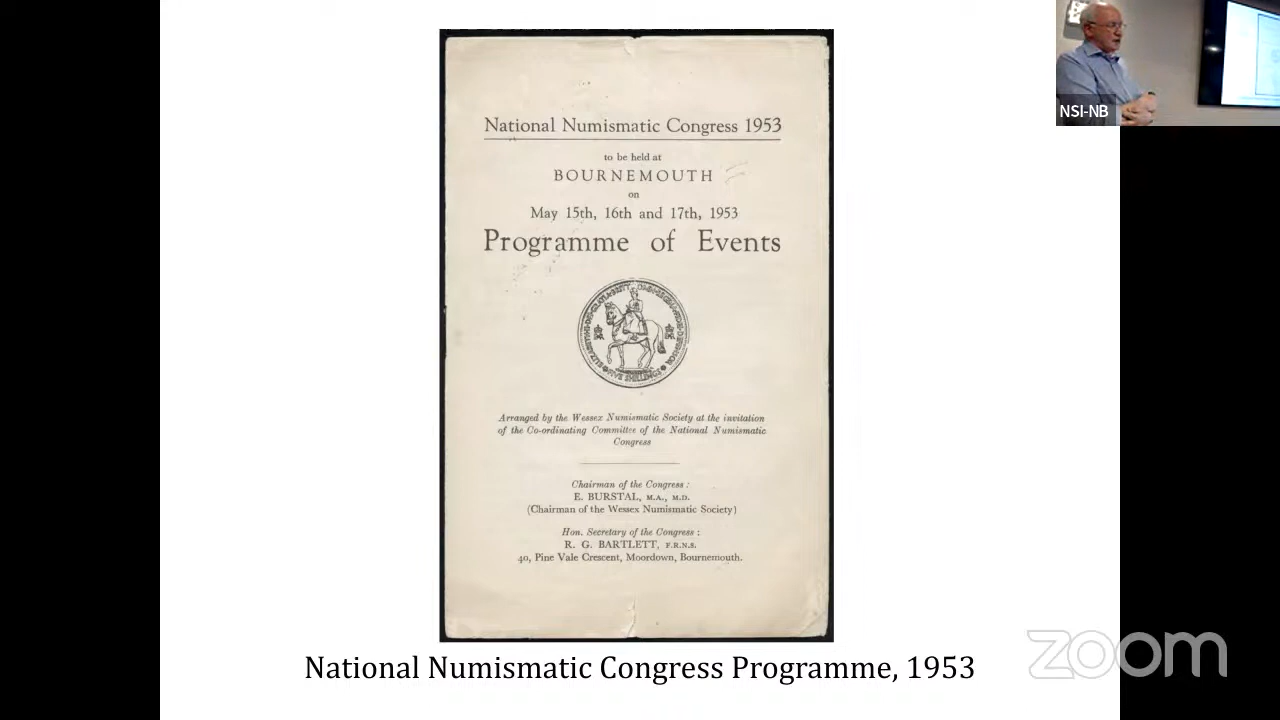 National Numismatic Congress 1953
to be held at
BOURNEMOUTH
on
May 15th, 16th and 17th, 1953
Programme of Events
Arranged by the Wessex Numismatic Society at the invitation
of the Co-ordinating Committee of the National Numismatic
Congress
Chairman of the Congress :
E. BURSTAL, M.A., M.D.
(Chairman of the Wessex Numismatic Society)
Hon. Secretary of the Congress :
R. G. BARTLETT, F.R.N.S.
40, Pine Vale Crescent, Moordown, Bournemouth.
National Numismatic Congress Programme, 1953
NSI-NB
zoom